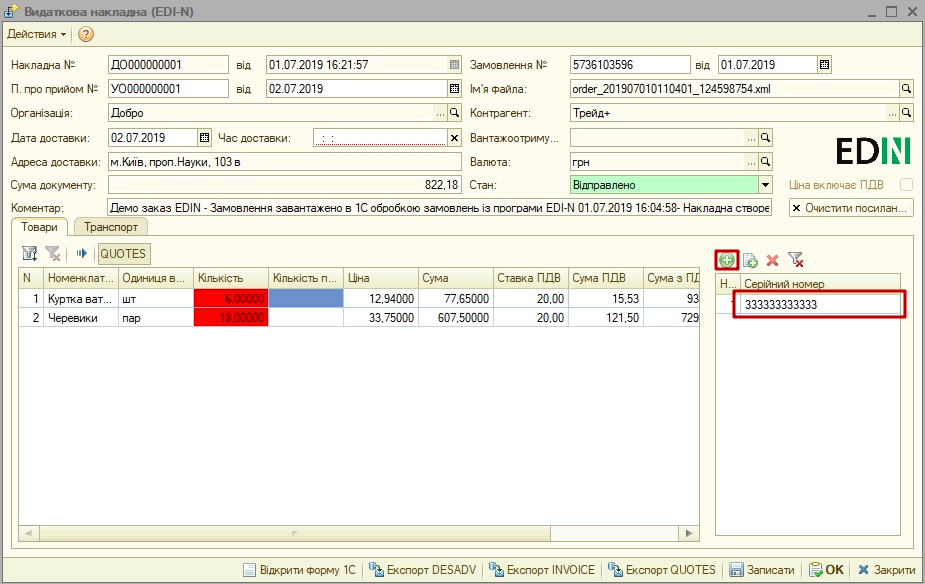 Видаткова накладна (EDI-N)
Действия
Накладна № ДО000000001 від 01.07.2019 16:21:57 Замовлення № 5736103596 від 01.07.2019
П. про прийом № УО000000001 від 02.07.2019 Ім'я файла: order_201907010110401_124598754.xml
Організація: Добро Контрагент: Трейд+
Дата доставки: 02.07.2019 Час доставки: : : Вантажоотриму...
EDIN
Адреса доставки: м.Київ, проп.Науки, 103 в Валюта: грн
Сума документу: 822,18 Стан: Відправлено Ціна включає ПДВ
Коментар: Демо заказ EDIN - Замовлення завантажено в 1С обробкою замовлень із програми EDI-N 01.07.2019 16:04:58- Накладна створе Очистити посилан...
Товари Транспорт
QUOTES
N Номенклат... Одиниця в... Кількість Кількість п... Ціна Сума Ставка ПДВ Сума ПДВ Сума з ПД Н... Серійний номер
1 Куртка ват... шт 6,00000 12,94000 77,65000 20,00 15,53 93 333333333333
2 Черевики пар 18,00000 33,75000 607,50000 20,00 121,50 729
Відкрити форму 1С Експорт DESADV Експорт INVOICE Експорт QUOTES Записати OK Закрити